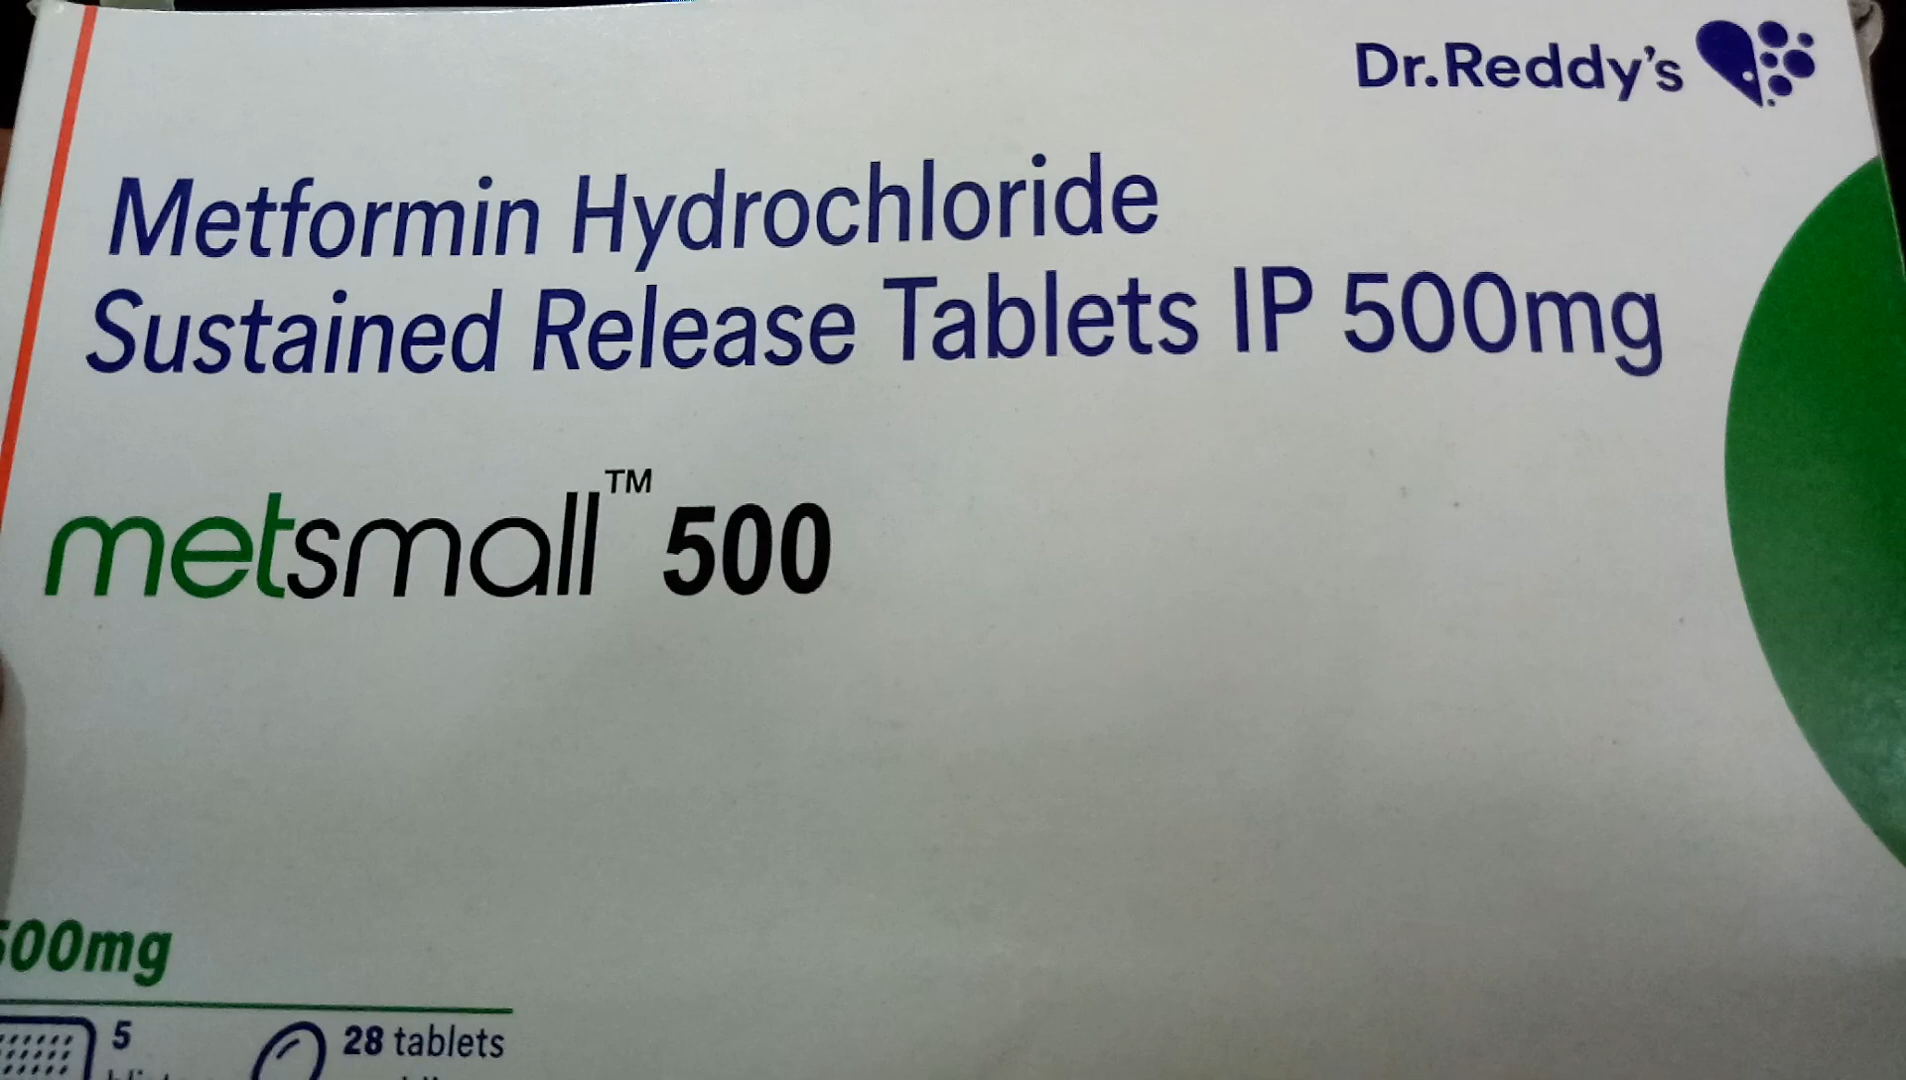 Dr.Reddy's
Metformin Hydrochloride
Sustained Release Tablets IP 500mg
metsmall™ 500
500mg
5
28 tablets